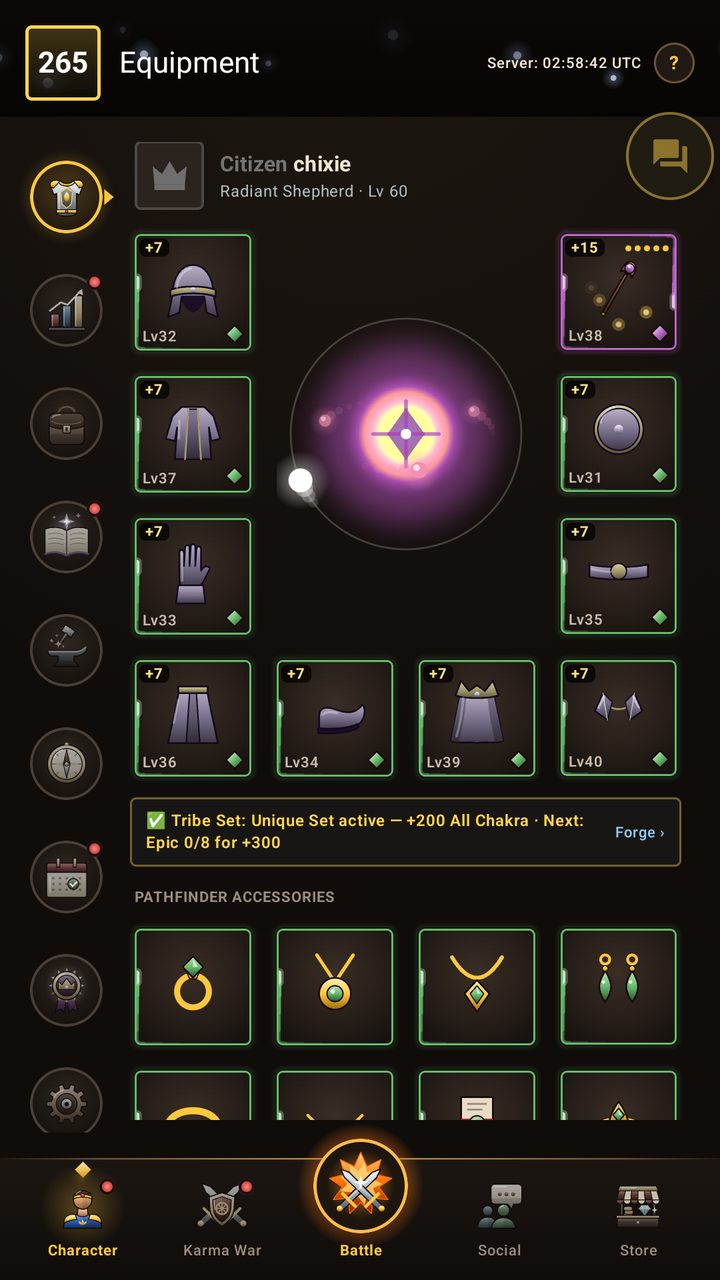 265
Equipment
Server: 02:58:42 UTC
?
Citizen chixie
Radiant Shepherd · Lv 60
+7
Lv32
+15
Lv38
+7
Lv37
+7
Lv31
+7
Lv33
+7
Lv35
+7
Lv36
+7
Lv34
+7
Lv39
+7
Lv40
✅ Tribe Set: Unique Set active — +200 All Chakra · Next:
Epic 0/8 for +300
Forge ›
PATHFINDER ACCESSORIES
Character
Karma War
Battle
Social
Store